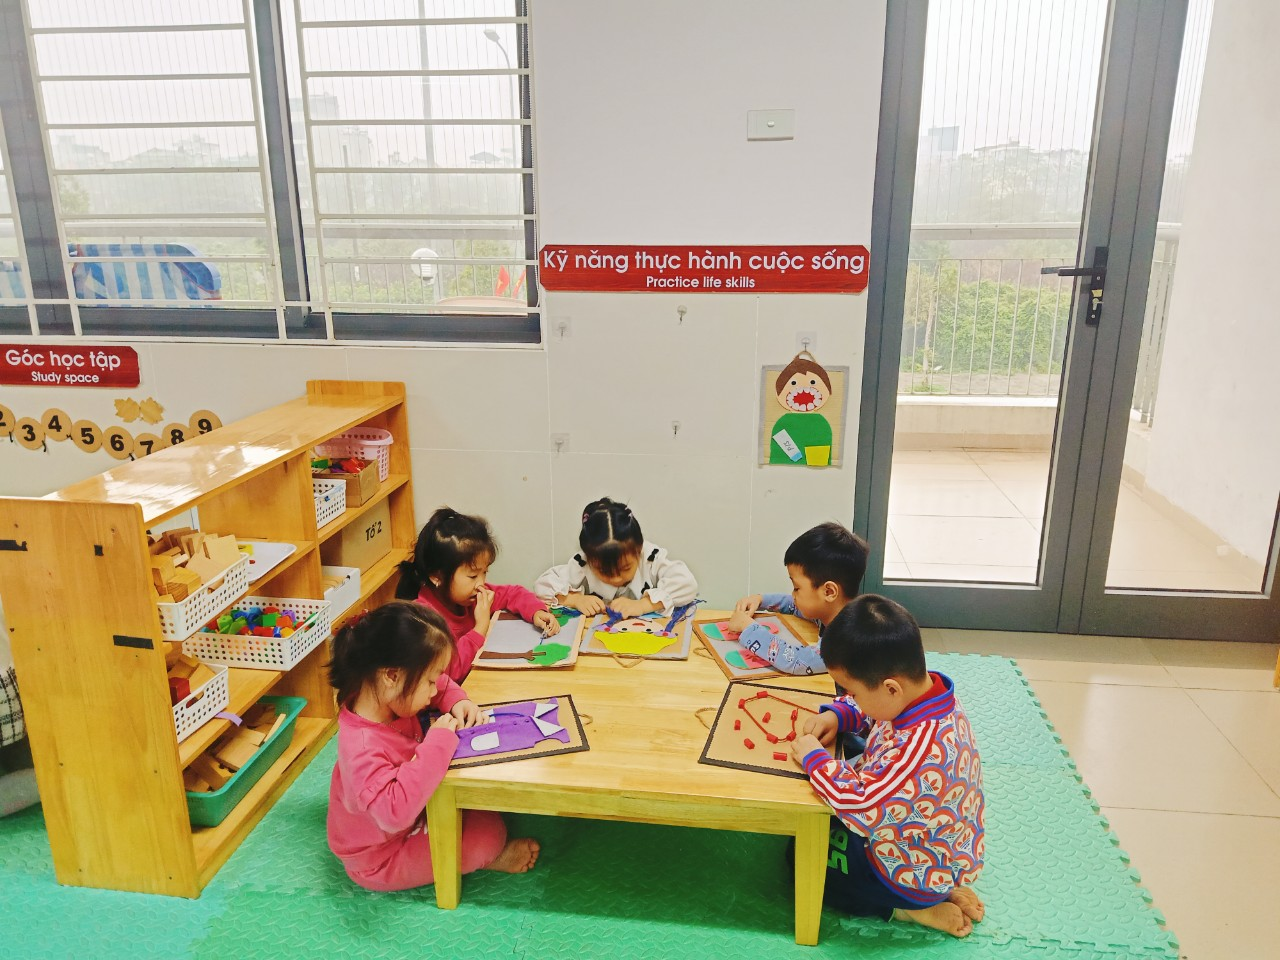 Kỹ năng thực hành cuộc sống
Practice life skills
Góc học tập
Study space
2 3 4 5 6 7 8 9
TỔ 2
P/S